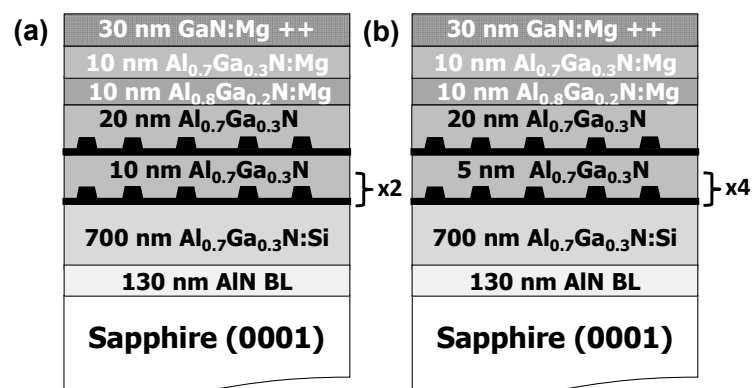 (a)
30 nm GaN:Mg ++
10 nm Al0.7Ga0.3N:Mg
10 nm Al0.8Ga0.2N:Mg
20 nm Al0.7Ga0.3N
10 nm Al0.7Ga0.3N
x2
700 nm Al0.7Ga0.3N:Si
130 nm AlN BL
Sapphire (0001)
(b)
30 nm GaN:Mg ++
10 nm Al0.7Ga0.3N:Mg
10 nm Al0.8Ga0.2N:Mg
20 nm Al0.7Ga0.3N
5 nm Al0.7Ga0.3N
x4
700 nm Al0.7Ga0.3N:Si
130 nm AlN BL
Sapphire (0001)